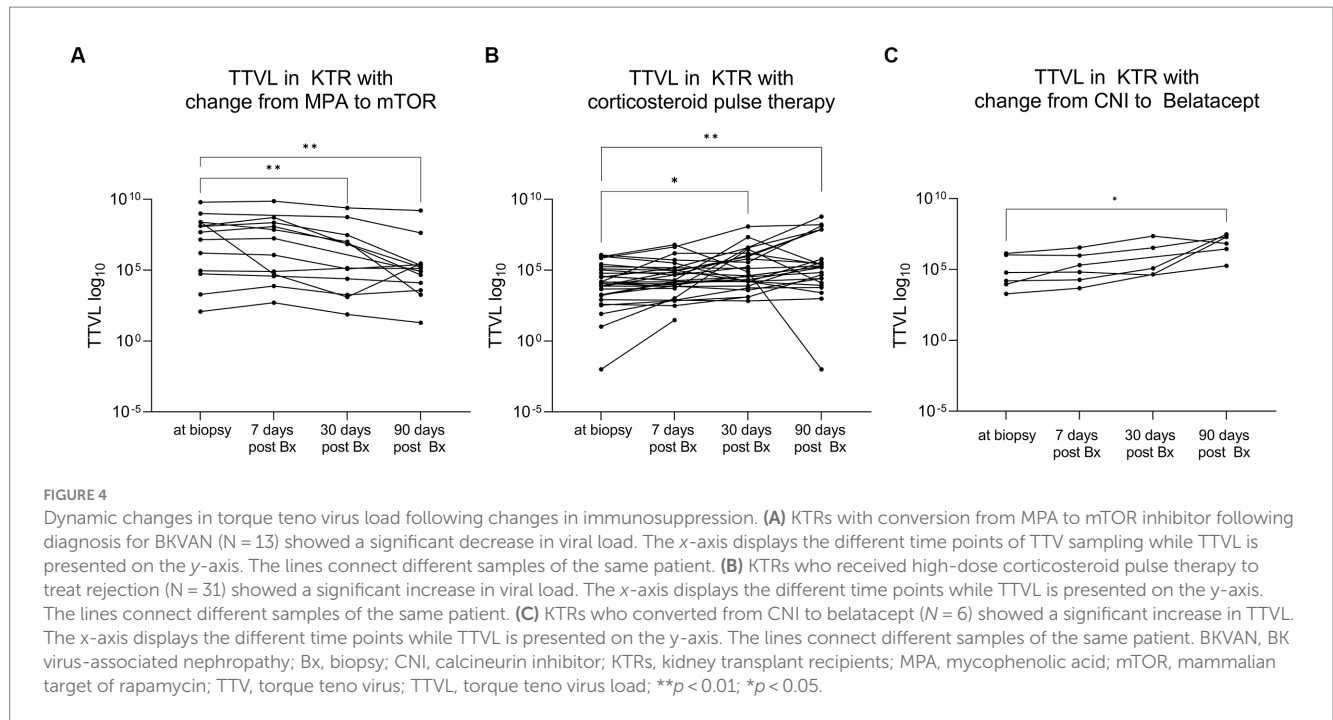 A
TTVL in KTR with
change from MPA to mTOR
**
**
10^10
10^5
10^0
10^-5
TTVL log10
at biopsy
7 days
post Bx
30 days
post Bx
90 days
post Bx
B
TTVL in KTR with
corticosteroid pulse therapy
**
*
10^10
10^5
10^0
10^-5
TTVL log10
at biopsy
7 days
post Bx
30 days
post Bx
90 days
post Bx
C
TTVL in KTR with
change from CNI to Belatacept
*
10^10
10^5
10^0
10^-5
TTVL log10
at biopsy
7 days
post Bx
30 days
post Bx
90 days
post Bx
FIGURE 4
Dynamic changes in torque teno virus load following changes in immunosuppression. (A) KTRs with conversion from MPA to mTOR inhibitor following
diagnosis for BKVAN (N = 13) showed a significant decrease in viral load. The x-axis displays the different time points of TTV sampling while TTVL is
presented on the y-axis. The lines connect different samples of the same patient. (B) KTRs who received high-dose corticosteroid pulse therapy to
treat rejection (N = 31) showed a significant increase in viral load. The x-axis displays the different time points while TTVL is presented on the y-axis.
The lines connect different samples of the same patient. (C) KTRs who converted from CNI to belatacept (N = 6) showed a significant increase in TTVL.
The x-axis displays the different time points while TTVL is presented on the y-axis. The lines connect different samples of the same patient. BKVAN, BK
virus-associated nephropathy; Bx, biopsy; CNI, calcineurin inhibitor; KTRs, kidney transplant recipients; MPA, mycophenolic acid; mTOR, mammalian
target of rapamycin; TTV, torque teno virus; TTVL, torque teno virus load; **p < 0.01; *p < 0.05.